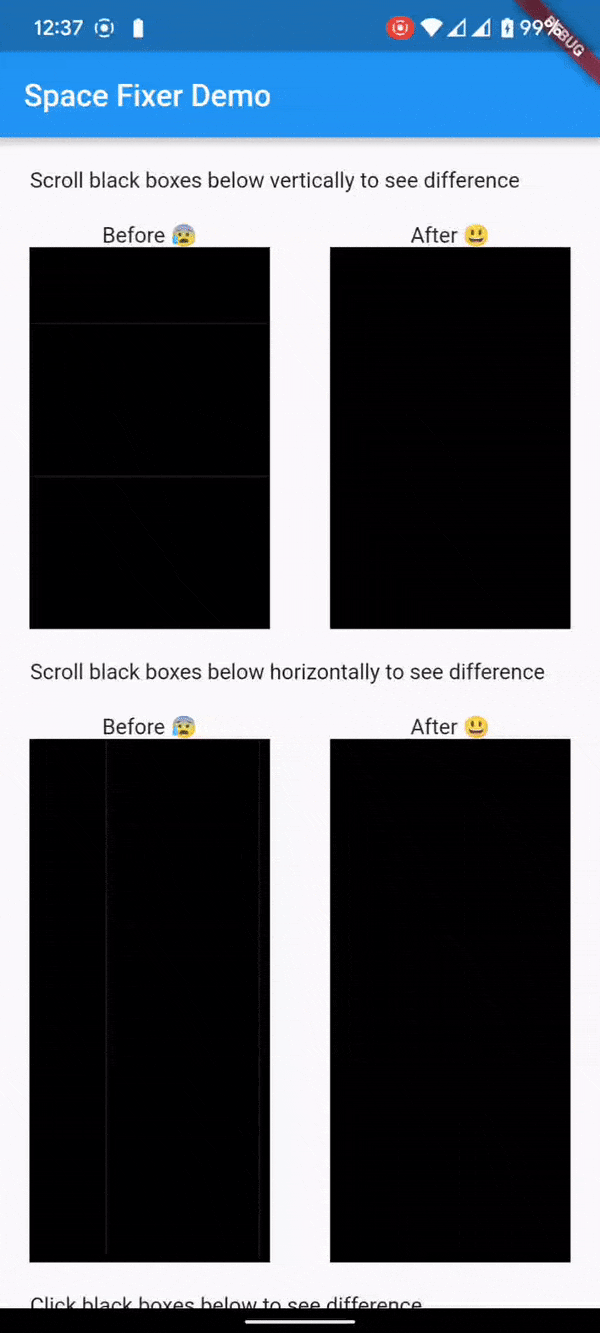 12:37 99%
DEBUG
Space Fixer Demo
Scroll black boxes below vertically to see difference
Before 😰 After 😃
Scroll black boxes below horizontally to see difference
Before 😰 After 😃
Click black boxes below to see difference